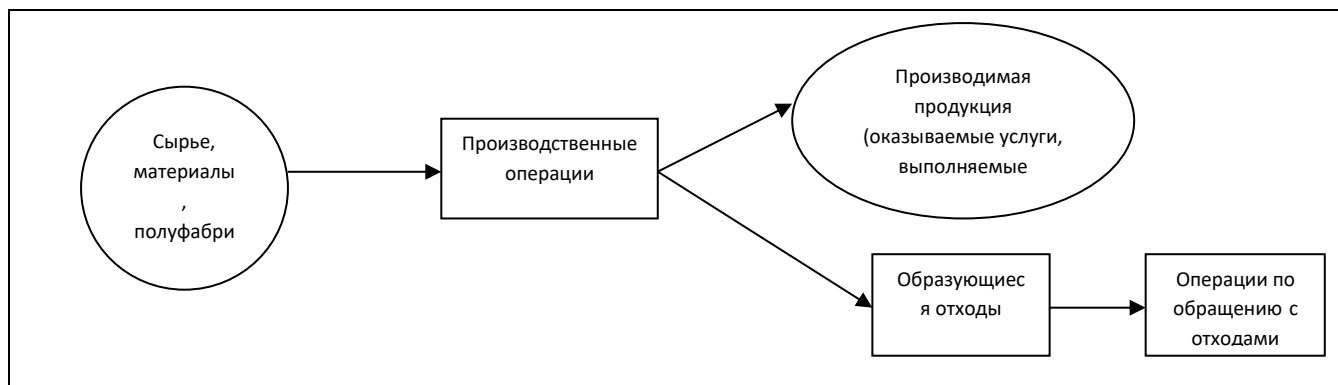 Сырье,
материалы
,
полуфабри
Производственные
операции
Производимая
продукция
(оказываемые услуги,
выполняемые
Образующиес
я отходы
Операции по
обращению с
отходами